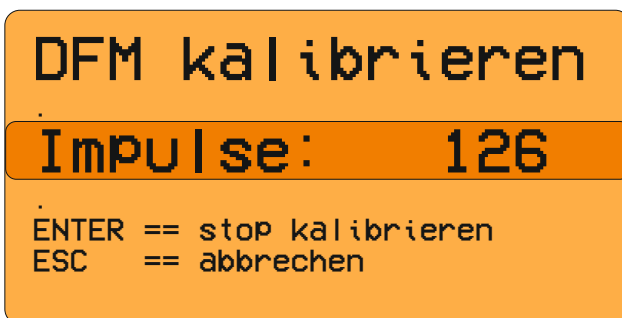 DFM kalibrieren
.
Impulse: 126
.
ENTER == stop kalibrieren
ESC == abbrechen